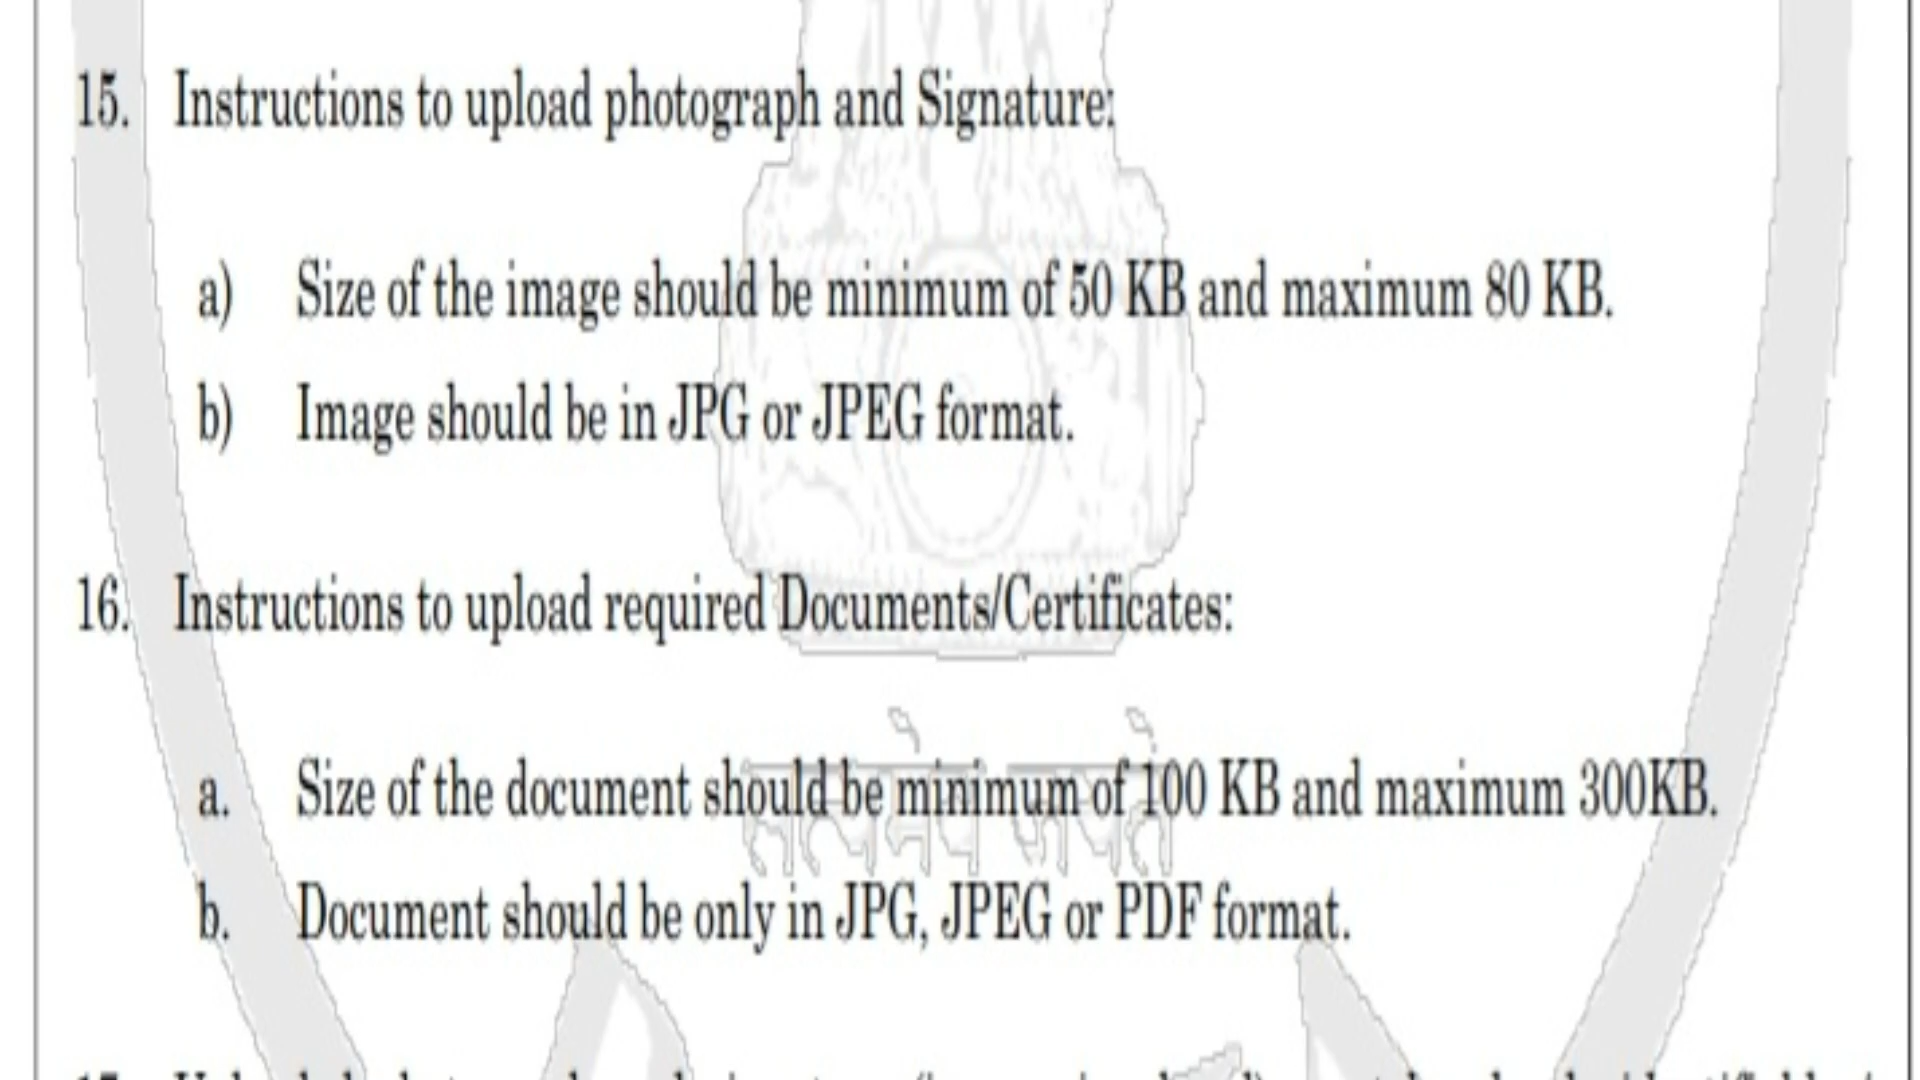 15. Instructions to upload photograph and Signature:
a) Size of the image should be minimum of 50 KB and maximum 80 KB.
b) Image should be in JPG or JPEG format.
16. Instructions to upload required Documents/Certificates:
सत्यमेव जयते
a. Size of the document should be minimum of 100 KB and maximum 300KB.
b. Document should be only in JPG, JPEG or PDF format.